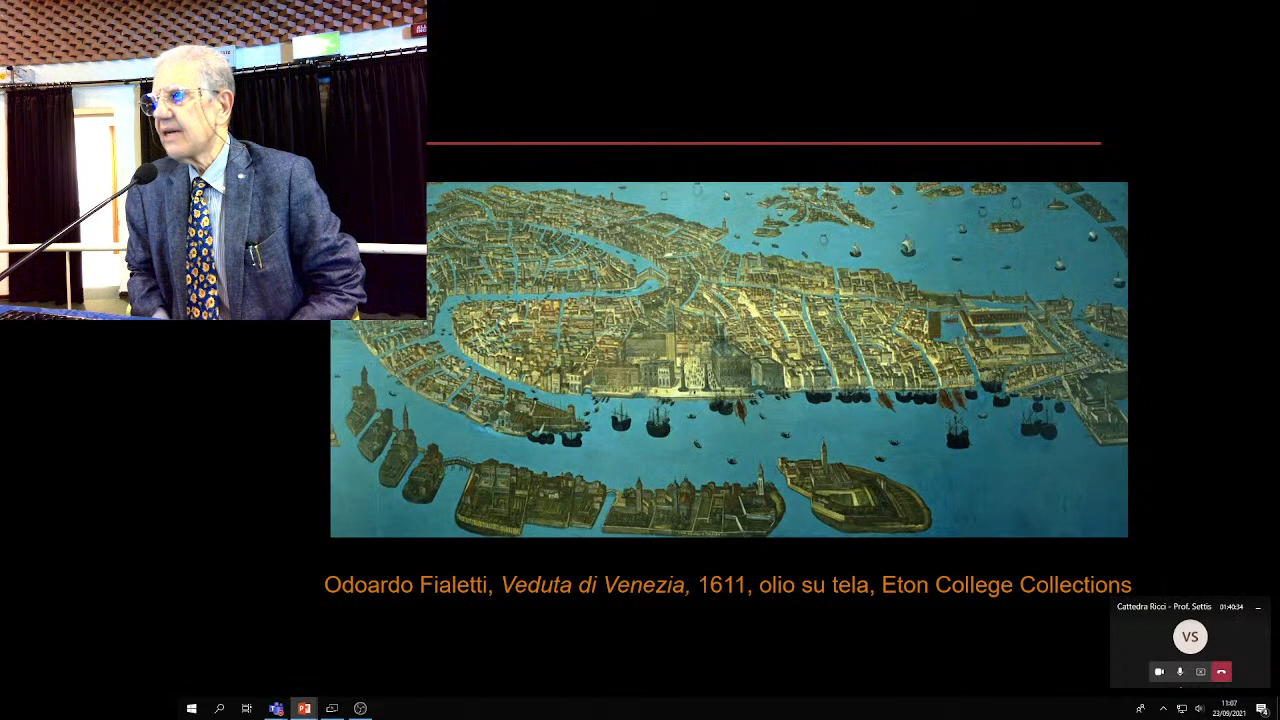 Odoardo Fialetti, Veduta di Venezia, 1611, olio su tela, Eton College Collections
Cattedra Ricci - Prof. Settis 01:40:34
VS
11:07
23/09/2021